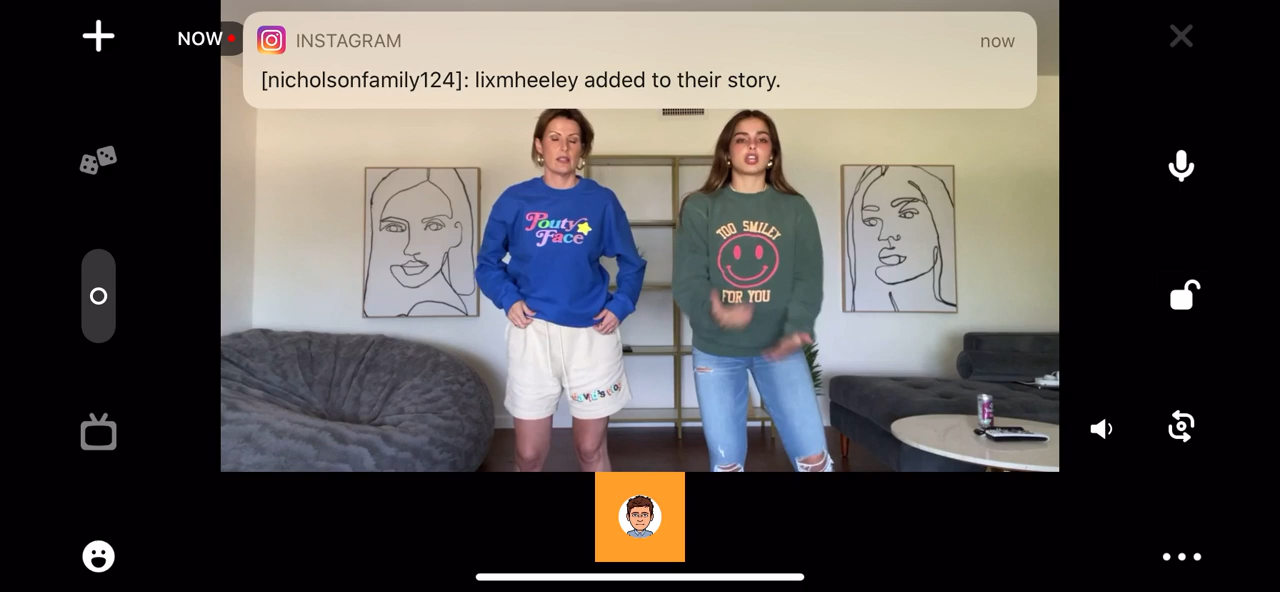 NOW
INSTAGRAM
now
[nicholsonfamily124]: lixmheeley added to their story.
Pouty
Face
TOO SMILEY
FOR YOU